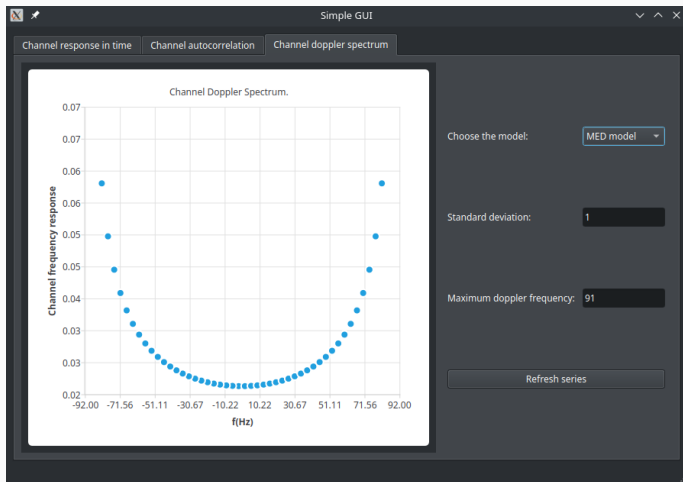 Simple GUI
Channel response in time Channel autocorrelation Channel doppler spectrum
Channel Doppler Spectrum.
0.07
0.07
0.06
0.06
0.05
0.05
0.04
0.03
0.03
0.02
Channel frequency response
-92.00 -71.56 -51.11 -30.67 -10.22 10.22 30.67 51.11 71.56 92.00
f(Hz)
Choose the model: MED model
Standard deviation: 1
Maximum doppler frequency: 91
Refresh series